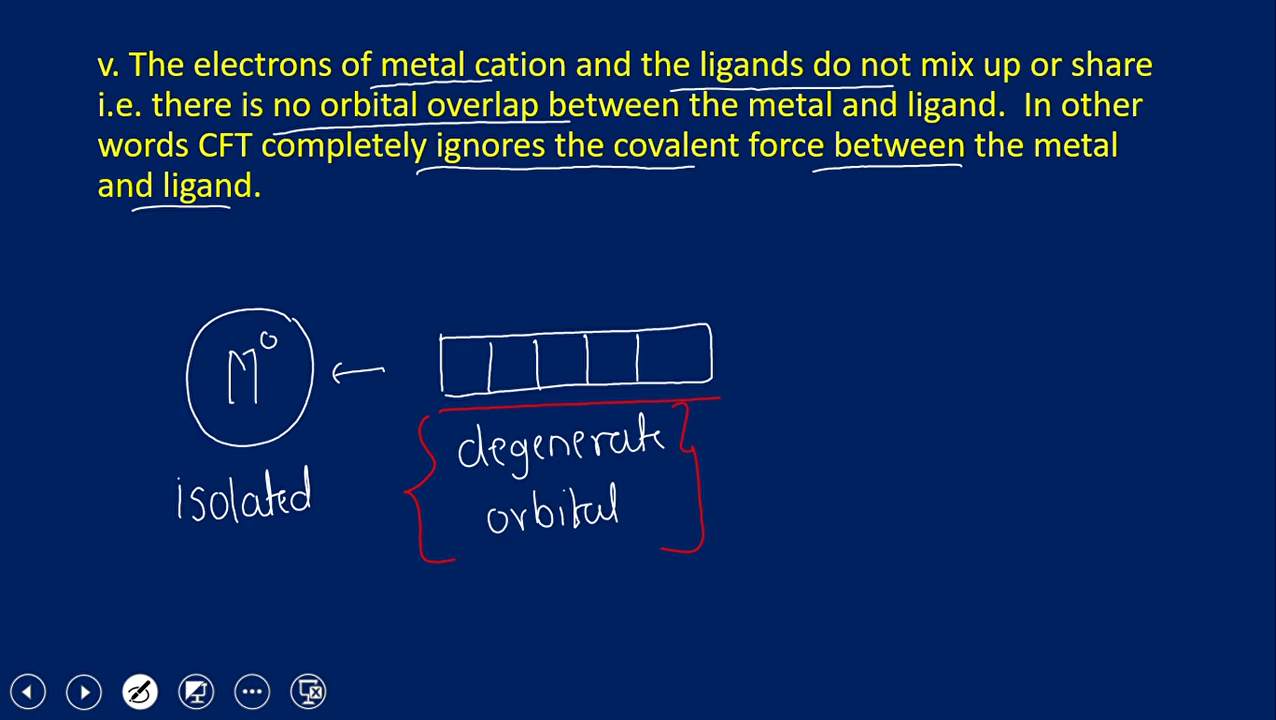 v. The electrons of metal cation and the ligands do not mix up or share
i.e. there is no orbital overlap between the metal and ligand. In other
words CFT completely ignores the covalent force between the metal
and ligand.
M⁰
isolated
degenerate
orbital